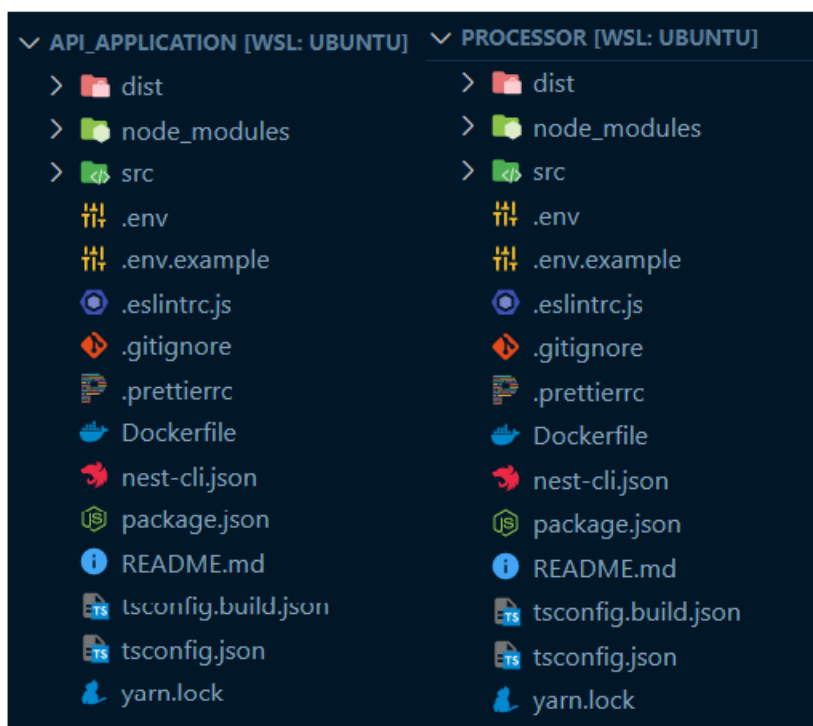 API_APPLICATION [WSL: UBUNTU]
dist
node_modules
src
.env
.env.example
.eslintrc.js
.gitignore
.prettierrc
Dockerfile
nest-cli.json
package.json
README.md
tsconfig.build.json
tsconfig.json
yarn.lock
PROCESSOR [WSL: UBUNTU]
dist
node_modules
src
.env
.env.example
.eslintrc.js
.gitignore
.prettierrc
Dockerfile
nest-cli.json
package.json
README.md
tsconfig.build.json
tsconfig.json
yarn.lock